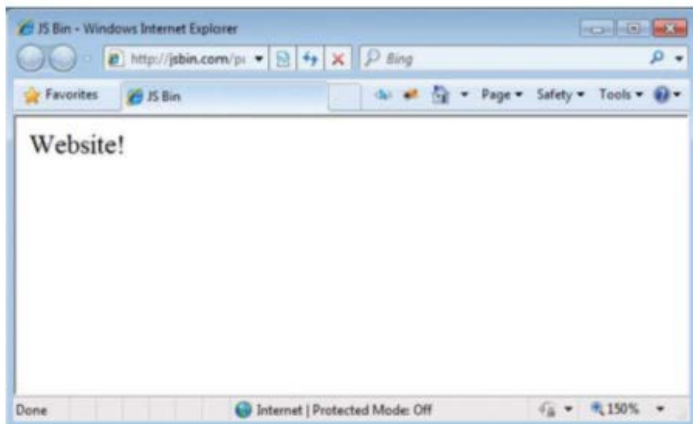 JS Bin - Windows Internet Explorer
http://jsbin.com/pi Bing
Favorites JS Bin Page Safety Tools
Website!
Done Internet | Protected Mode: Off 150%